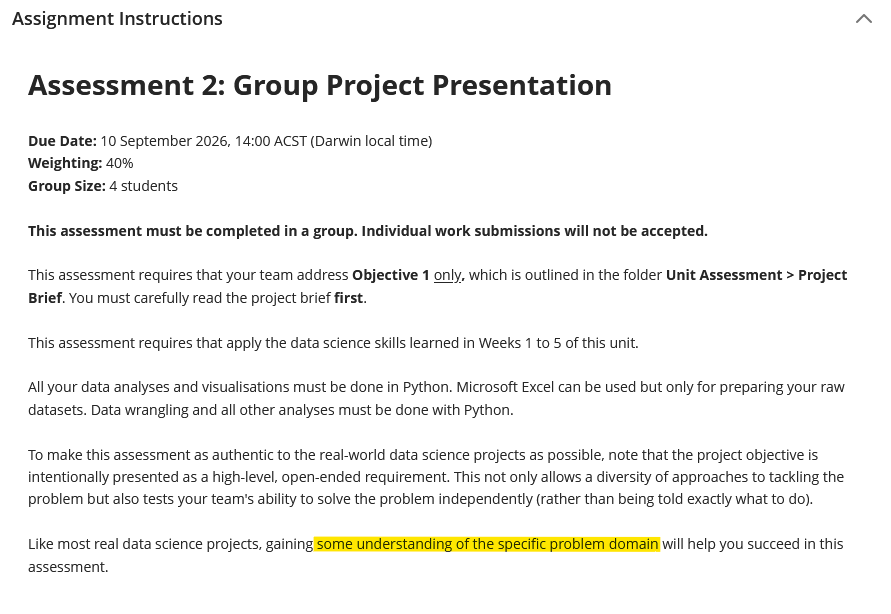 Assignment Instructions
Assessment 2: Group Project Presentation
Due Date: 10 September 2026, 14:00 ACST (Darwin local time)
Weighting: 40%
Group Size: 4 students
This assessment must be completed in a group. Individual work submissions will not be accepted.
This assessment requires that your team address Objective 1 only, which is outlined in the folder Unit Assessment > Project
Brief. You must carefully read the project brief first.
This assessment requires that apply the data science skills learned in Weeks 1 to 5 of this unit.
All your data analyses and visualisations must be done in Python. Microsoft Excel can be used but only for preparing your raw
datasets. Data wrangling and all other analyses must be done with Python.
To make this assessment as authentic to the real-world data science projects as possible, note that the project objective is
intentionally presented as a high-level, open-ended requirement. This not only allows a diversity of approaches to tackling the
problem but also tests your team's ability to solve the problem independently (rather than being told exactly what to do).
Like most real data science projects, gaining some understanding of the specific problem domain will help you succeed in this
assessment.